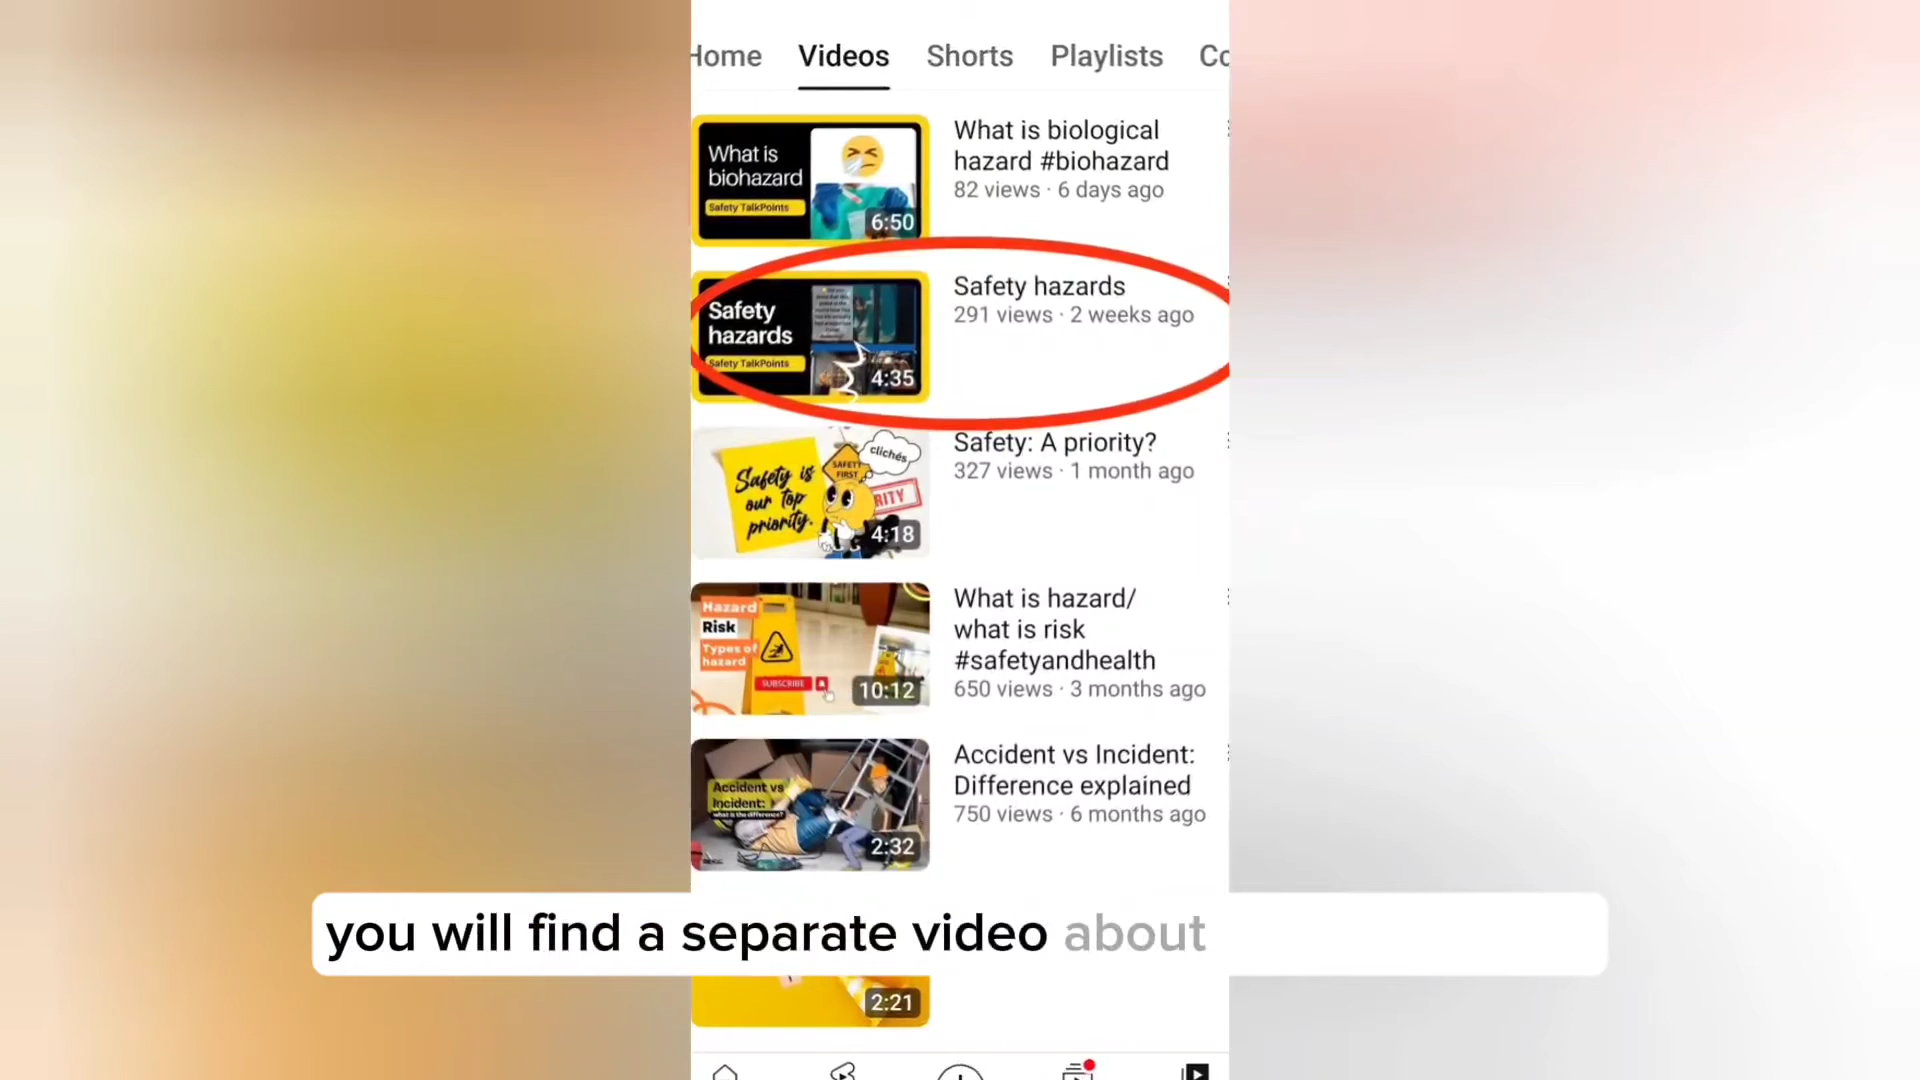 Home Videos Shorts Playlists Co
What is
biohazard
Safety TalkPoints
6:50
What is biological
hazard #biohazard
82 views · 6 days ago
Safety
hazards
Safety TalkPoints
4:35
Safety hazards
291 views · 2 weeks ago
Safety is
our top
priority.
clichés
SAFETY
FIRST
RITY
4:18
Safety: A priority?
327 views · 1 month ago
Hazard
Risk
Types of
hazard
SUBSCRIBE
10:12
What is hazard/
what is risk
#safetyandhealth
650 views · 3 months ago
Accident vs
Incident:
what is the difference?
2:32
Accident vs Incident:
Difference explained
750 views · 6 months ago
you will find a separate video about
2:21